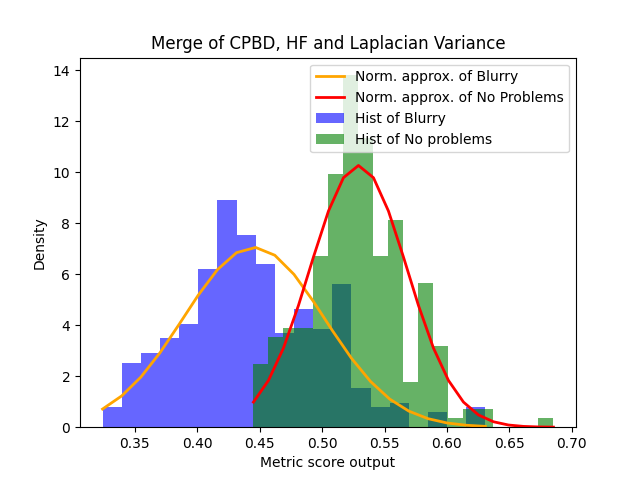 Merge of CPBD, HF and Laplacian Variance
Norm. approx. of Blurry
Norm. approx. of No Problems
Hist of Blurry
Hist of No problems
Density
14
12
10
8
6
4
2
0
0.35 0.40 0.45 0.50 0.55 0.60 0.65 0.70
Metric score output